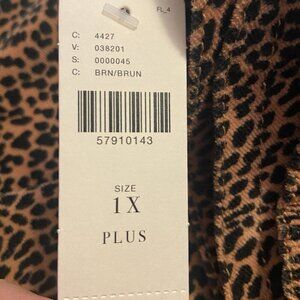 FL_4
C: 4427
V: 038201
S: 0000045
C: BRN/BRUN
57910143
SIZE
1X
PLUS